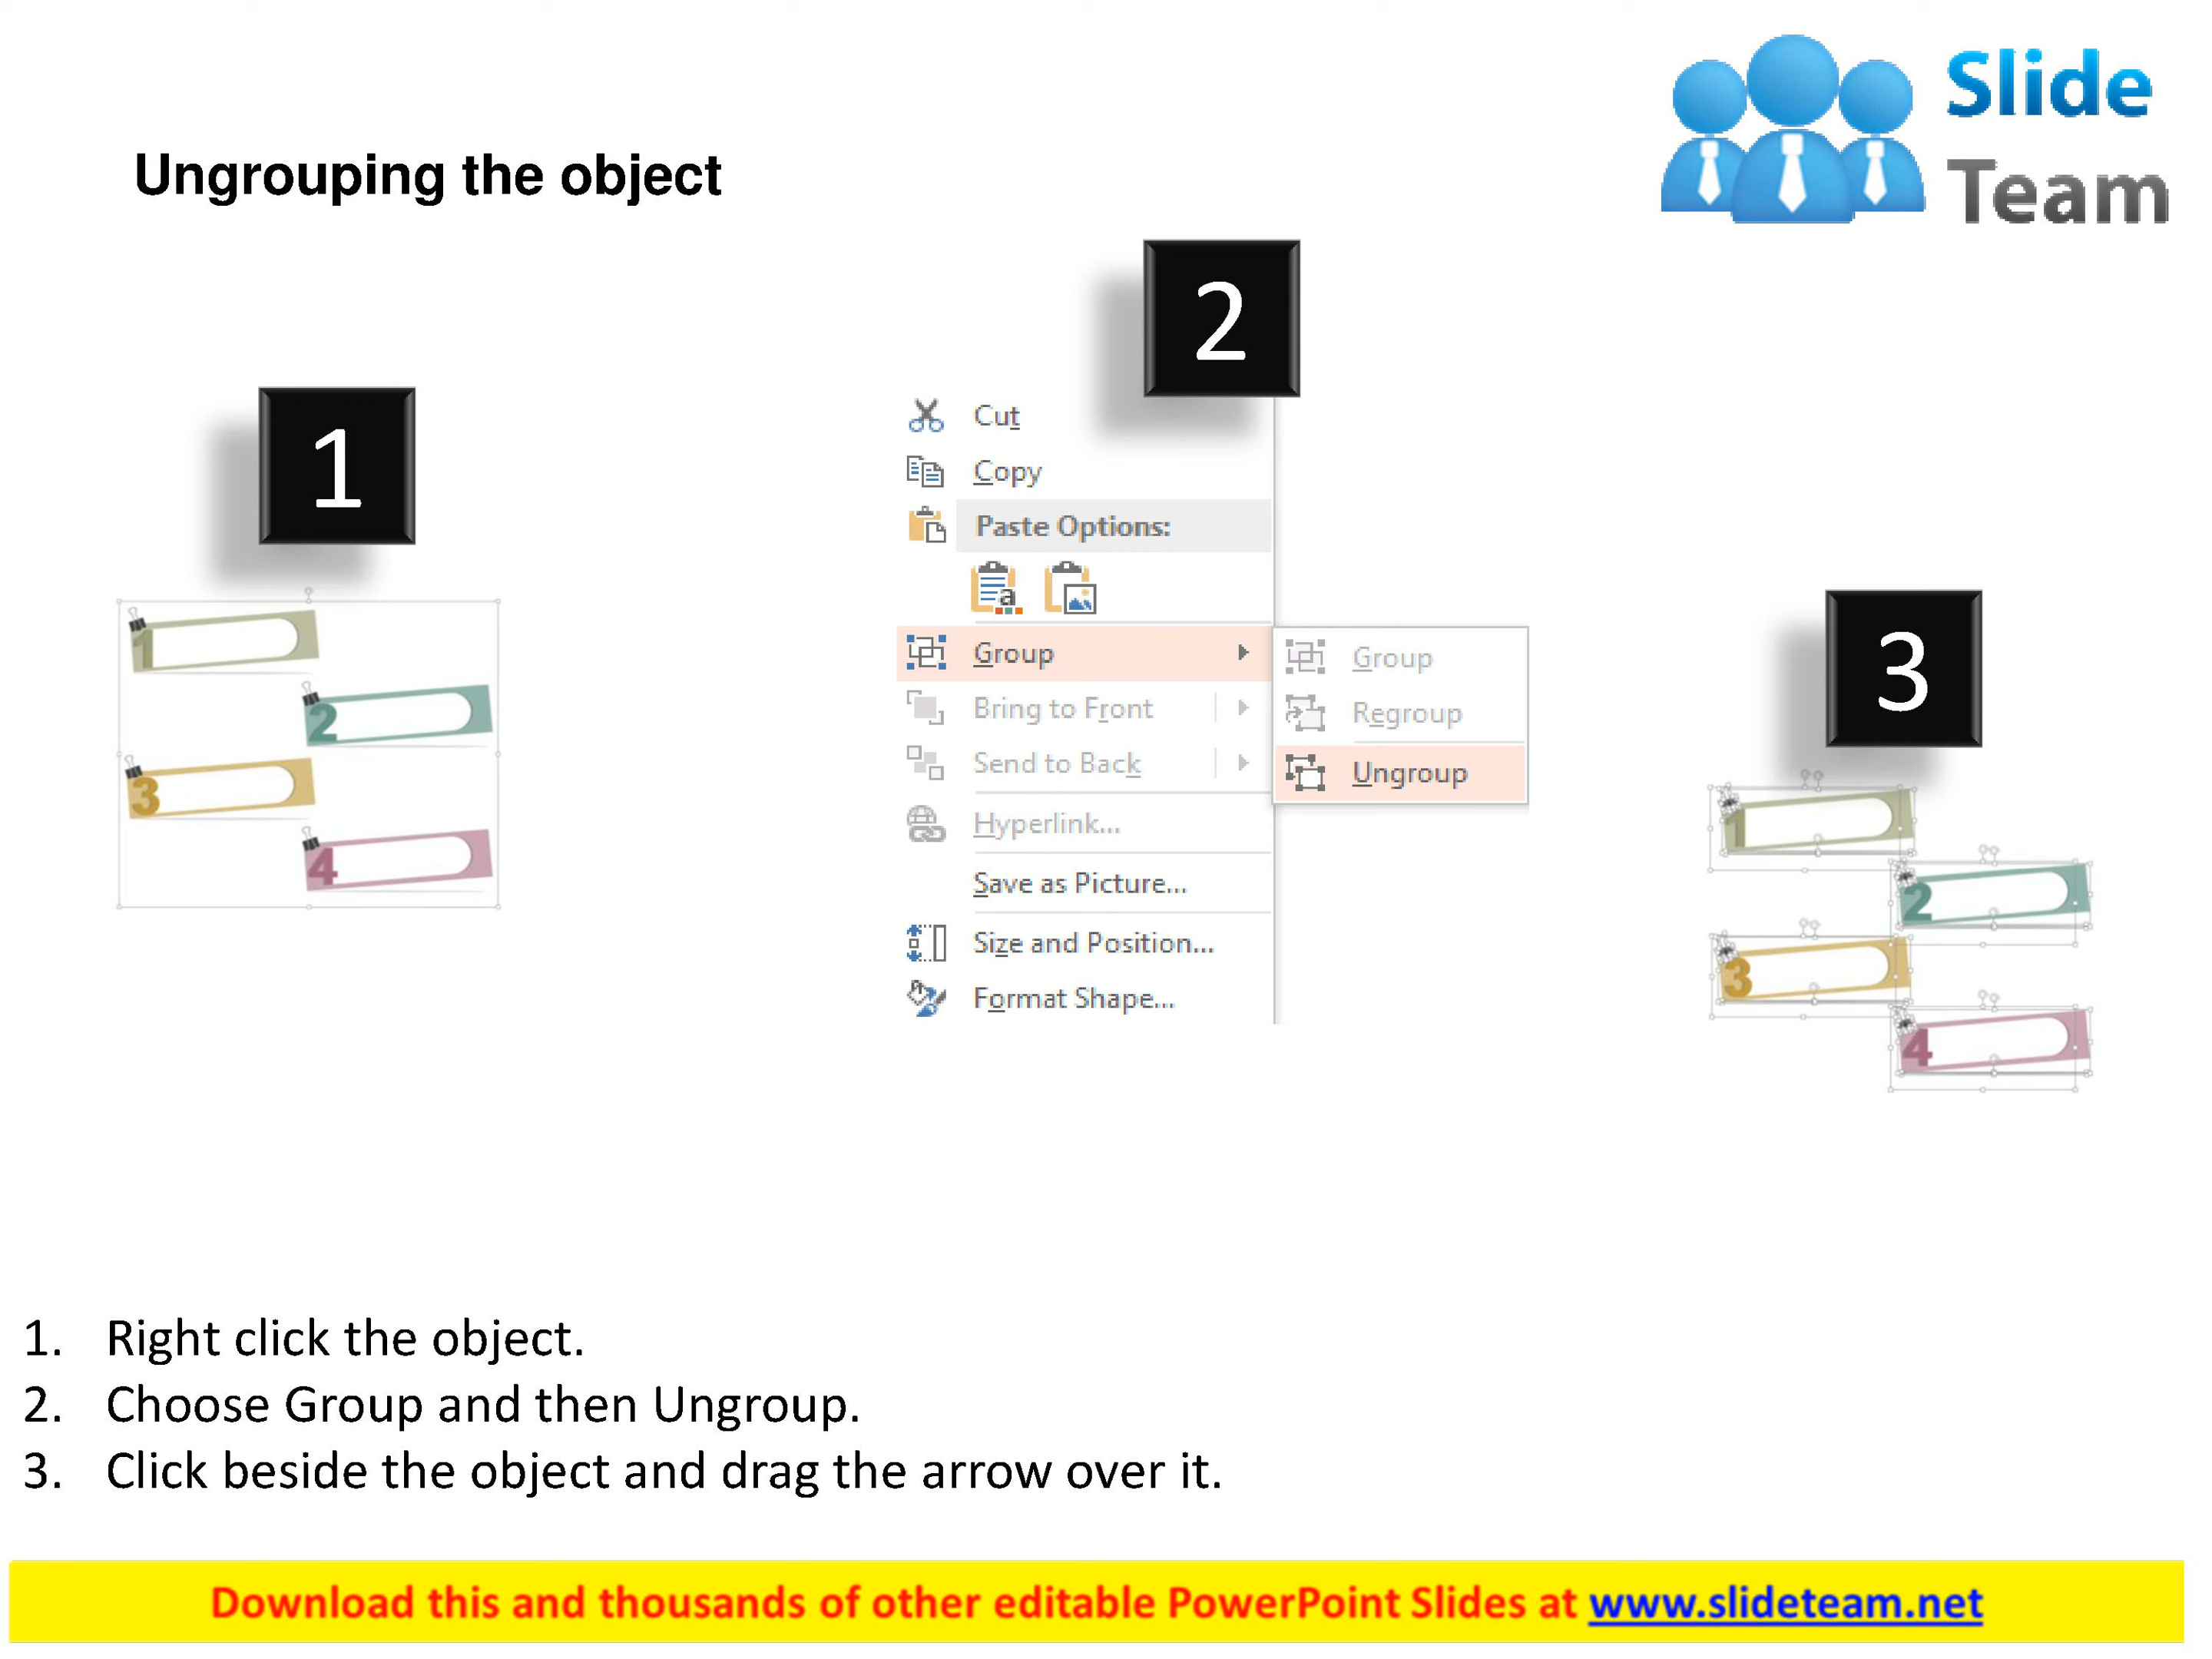 Slide
Team
Ungrouping the object
1
2
3
1
2
3
4
Cut
Copy
Paste Options:
a
Group
Bring to Front
Send to Back
Hyperlink...
Save as Picture...
Size and Position...
Format Shape...
Group
Regroup
Ungroup
1
2
3
4
1. Right click the object.
2. Choose Group and then Ungroup.
3. Click beside the object and drag the arrow over it.
Download this and thousands of other editable PowerPoint Slides at www.slideteam.net